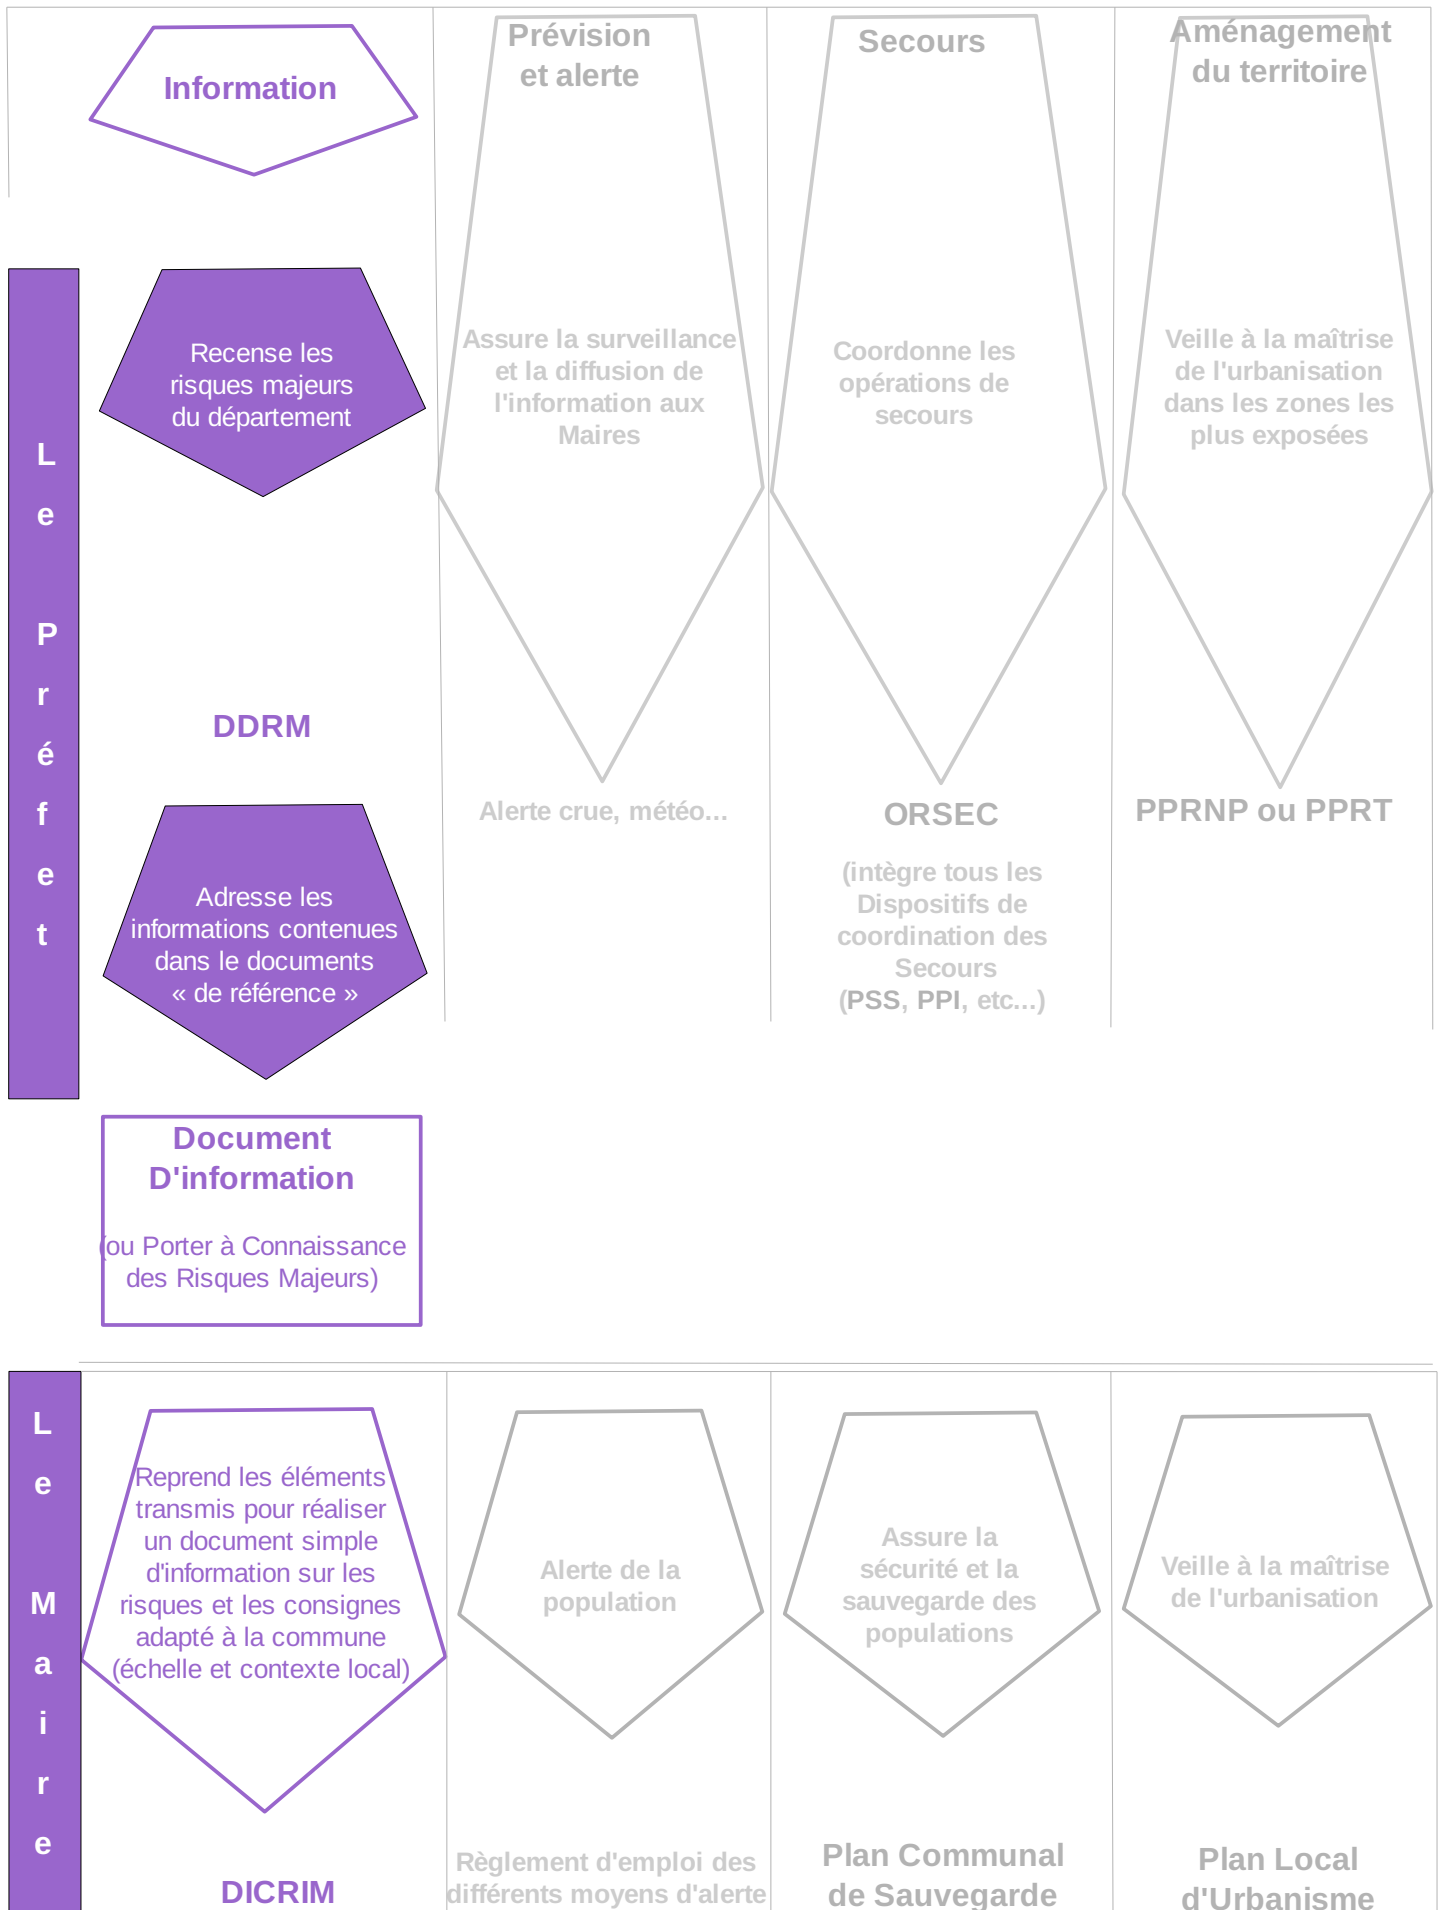 Information
Prévision
et alerte
Secours
Aménagement
du territoire
Le Préfet
Recense les
risques majeurs
du département
Assure la surveillance
et la diffusion de
l'information aux
Maires
Coordonne les
opérations de
secours
Veille à la maîtrise
de l'urbanisation
dans les zones les
plus exposées
DDRM
Alerte crue, météo...
ORSEC
(intègre tous les
Dispositifs de
coordination des
Secours
(PSS, PPI, etc...)
PPRNP ou PPRT
Adresse les
informations contenues
dans le documents
« de référence »
Document
D'information
(ou Porter à Connaissance
des Risques Majeurs)
Le Maire
Reprend les éléments
transmis pour réaliser
un document simple
d'information sur les
risques et les consignes
adapté à la commune
(échelle et contexte local)
Alerte de la
population
Assure la
sécurité et la
sauvegarde des
populations
Veille à la maîtrise
de l'urbanisation
DICRIM
Règlement d'emploi des
différents moyens d'alerte
Plan Communal
de Sauvegarde
Plan Local
d'Urbanisme